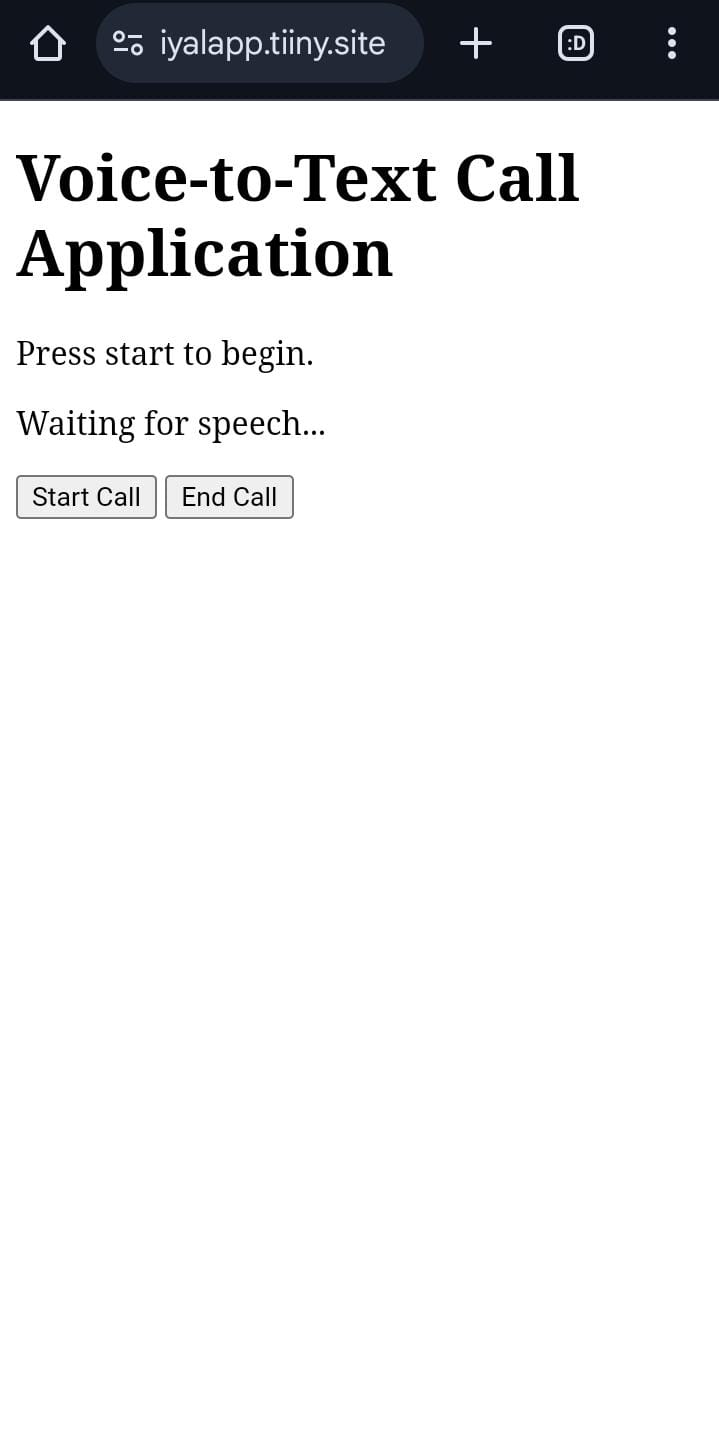 iyalapp.tiiny.site
:D
Voice-to-Text Call
Application
Press start to begin.
Waiting for speech...
Start Call End Call